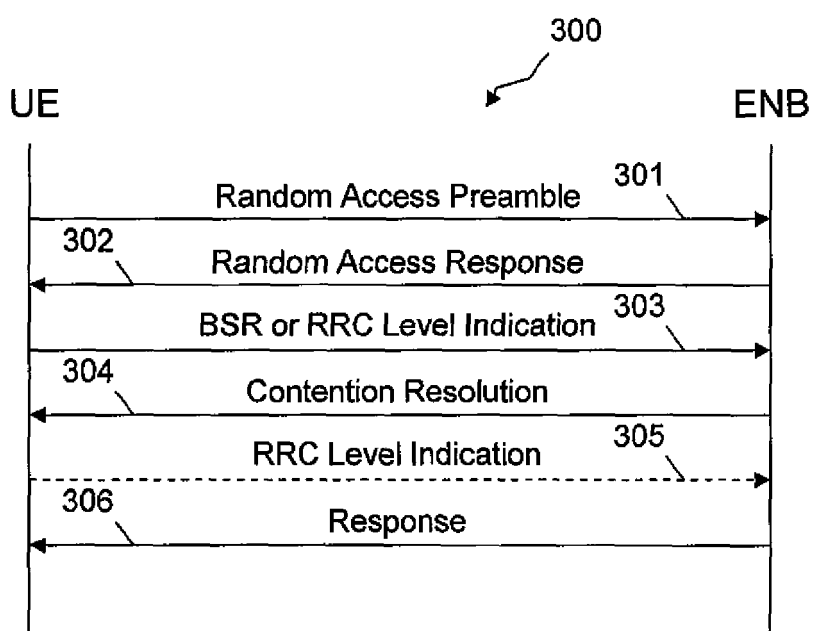 300
UE
ENB
Random Access Preamble
301
302
Random Access Response
BSR or RRC Level Indication
303
304
Contention Resolution
RRC Level Indication
305
306
Response